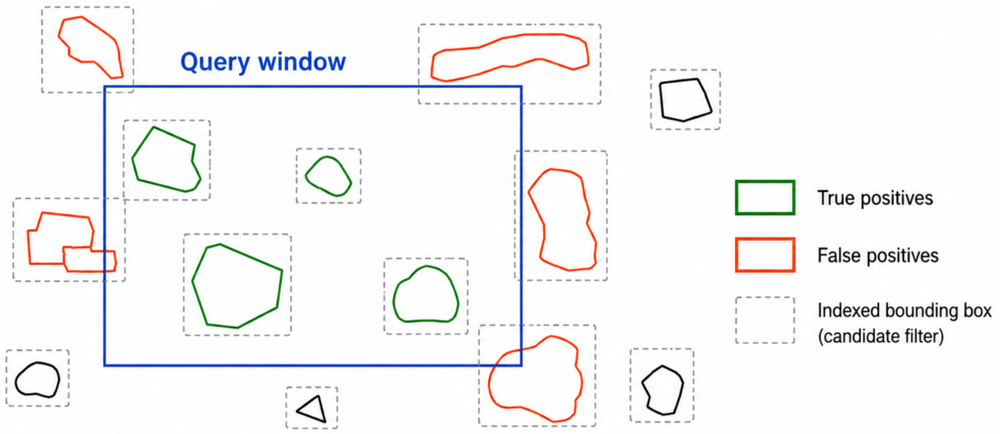 Query window
True positives
False positives
Indexed bounding box
(candidate filter)